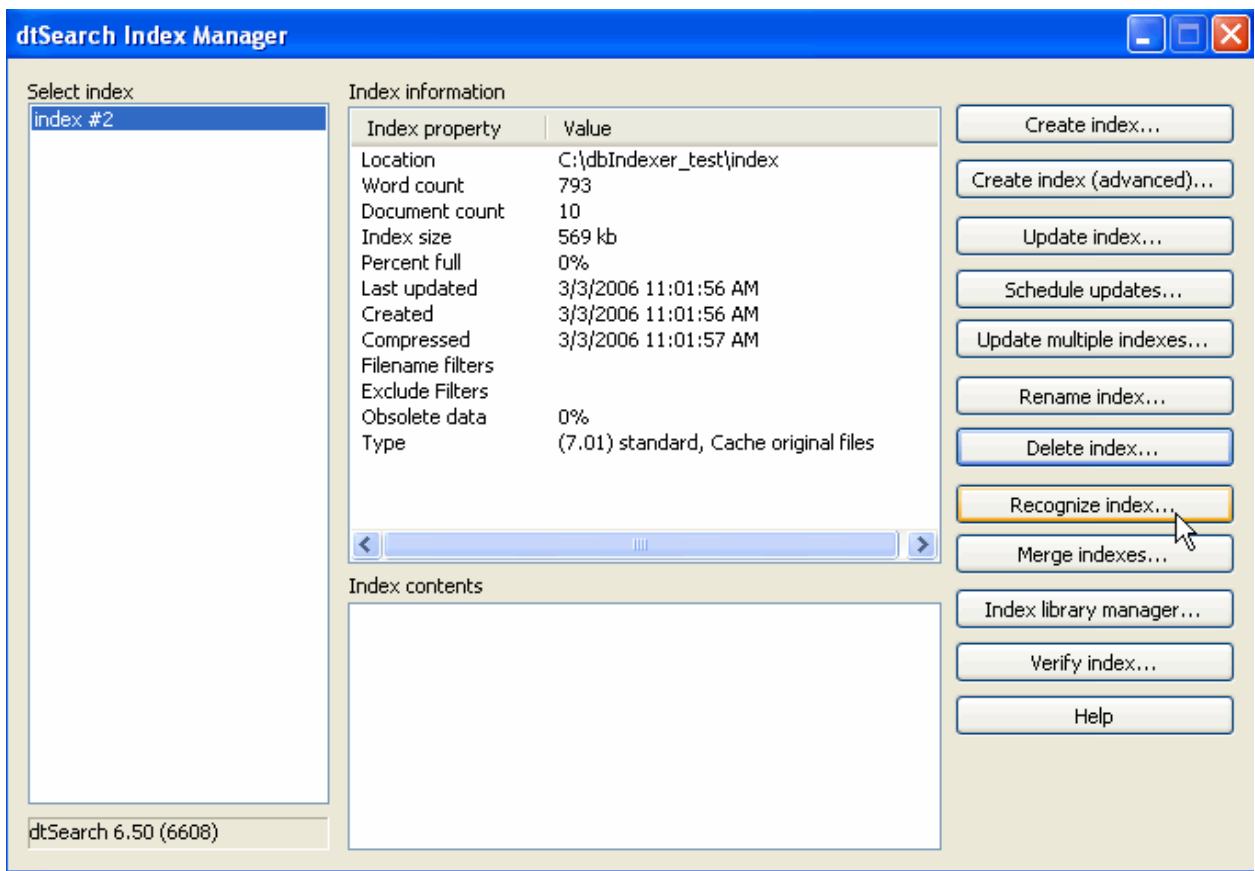 dtSearch Index Manager
Select index
index #2
dtSearch 6.50 (6608)
Index information
Index property Value
Location C:\dbIndexer_test\index
Word count 793
Document count 10
Index size 569 kb
Percent full 0%
Last updated 3/3/2006 11:01:56 AM
Created 3/3/2006 11:01:56 AM
Compressed 3/3/2006 11:01:57 AM
Filename filters
Exclude Filters
Obsolete data 0%
Type (7.01) standard, Cache original files
Index contents
Create index...
Create index (advanced)...
Update index...
Schedule updates...
Update multiple indexes...
Rename index...
Delete index...
Recognize index...
Merge indexes...
Index library manager...
Verify index...
Help